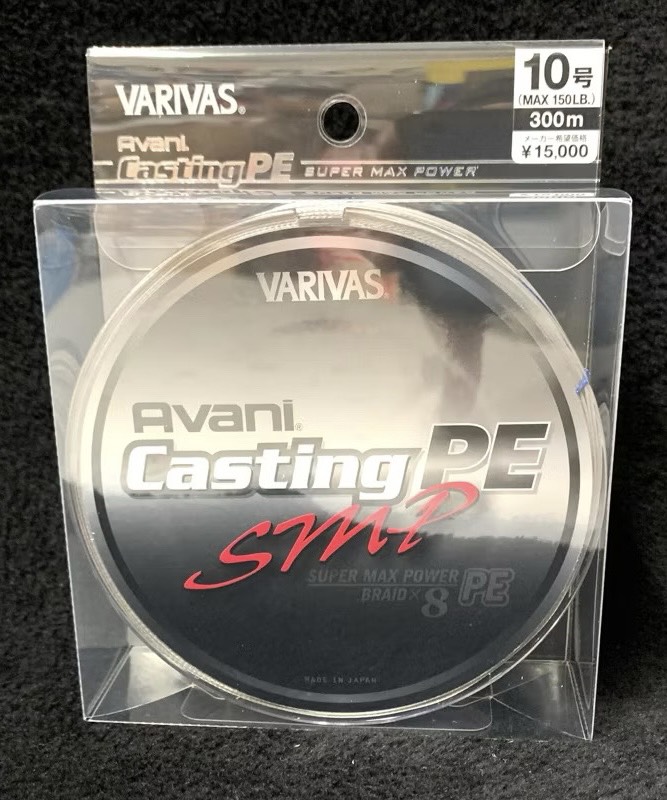 VARIVAS®
Avani
Casting PE SUPER MAX POWER
10号
(MAX 150LB.)
300m
メーカー希望価格
¥15,000
VARIVAS®
Avani®
Casting PE
SMP
SUPER MAX POWER
BRAID×8 PE
MADE IN JAPAN